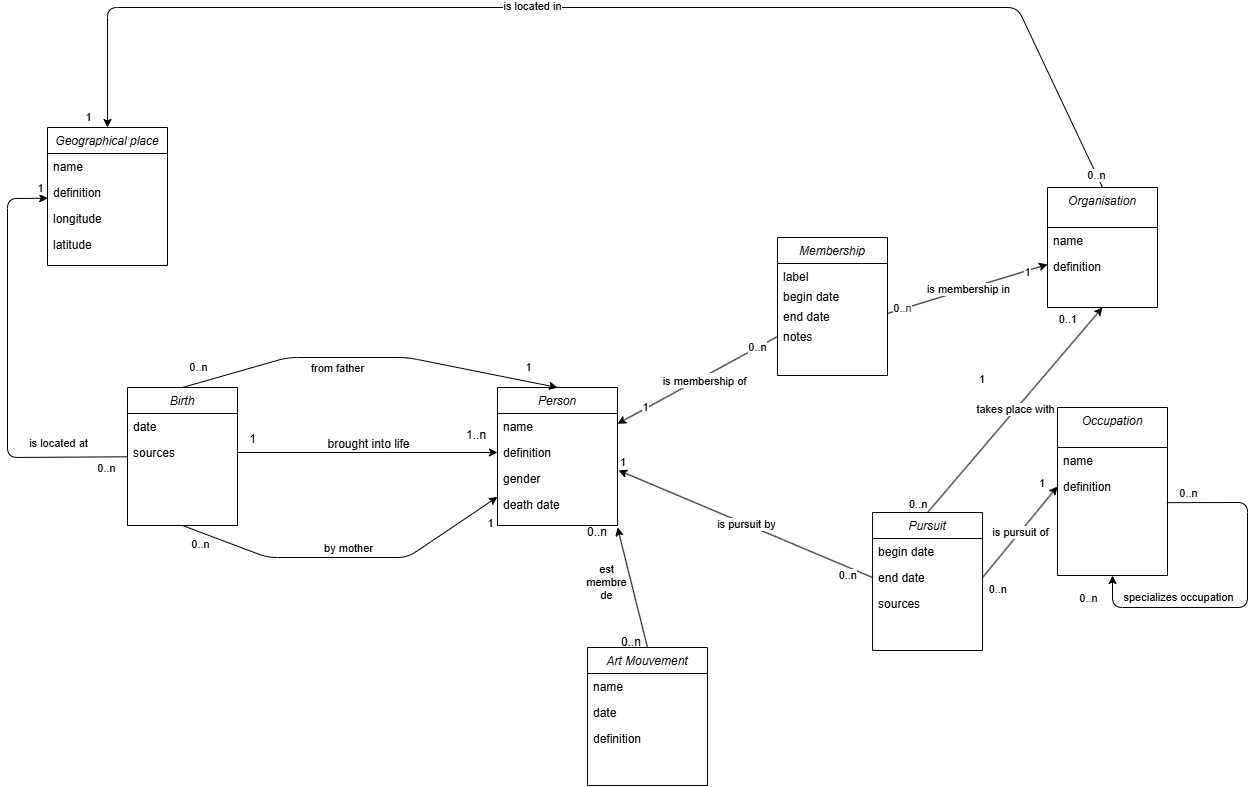 is located in
1
Geographical place
name
definition
longitude
latitude
1
0..n
Organisation
name
definition
0..1
Membership
label
begin date
end date
notes
0..n
is membership in
1
0..n
is membership of
1
0..n
from father
1
Birth
date
sources
is located at
0..n
1
brought into life
1..n
0..n
by mother
1
Person
name
definition
gender
death date
0..n
1
is pursuit by
0..n
1
takes place with
0..n
Pursuit
begin date
end date
sources
0..n
is pursuit of
1
Occupation
name
definition
0..n
specializes occupation
0..n
est
membre
de
0..n
Art Mouvement
name
date
definition